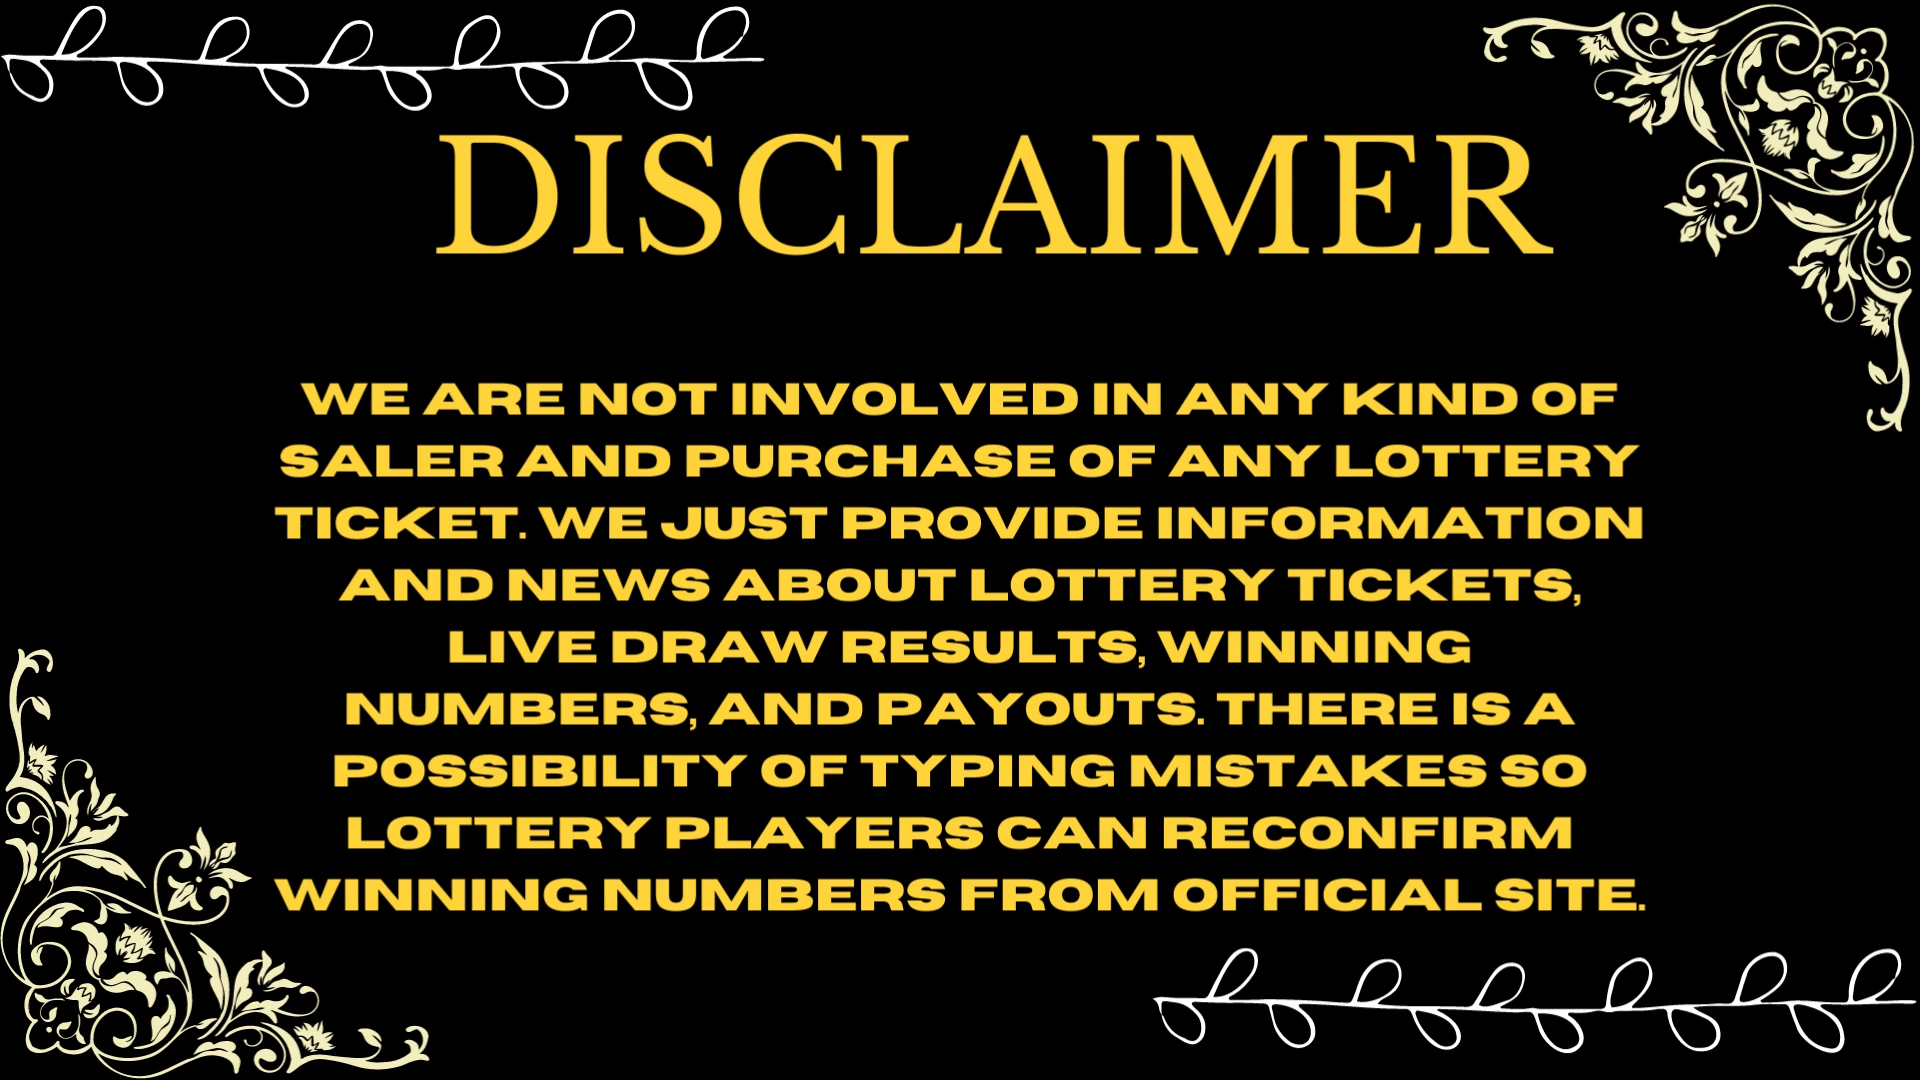 DISCLAIMER
WE ARE NOT INVOLVED IN ANY KIND OF
SALER AND PURCHASE OF ANY LOTTERY
TICKET. WE JUST PROVIDE INFORMATION
AND NEWS ABOUT LOTTERY TICKETS,
LIVE DRAW RESULTS, WINNING
NUMBERS, AND PAYOUTS. THERE IS A
POSSIBILITY OF TYPING MISTAKES SO
LOTTERY PLAYERS CAN RECONFIRM
WINNING NUMBERS FROM OFFICIAL SITE.